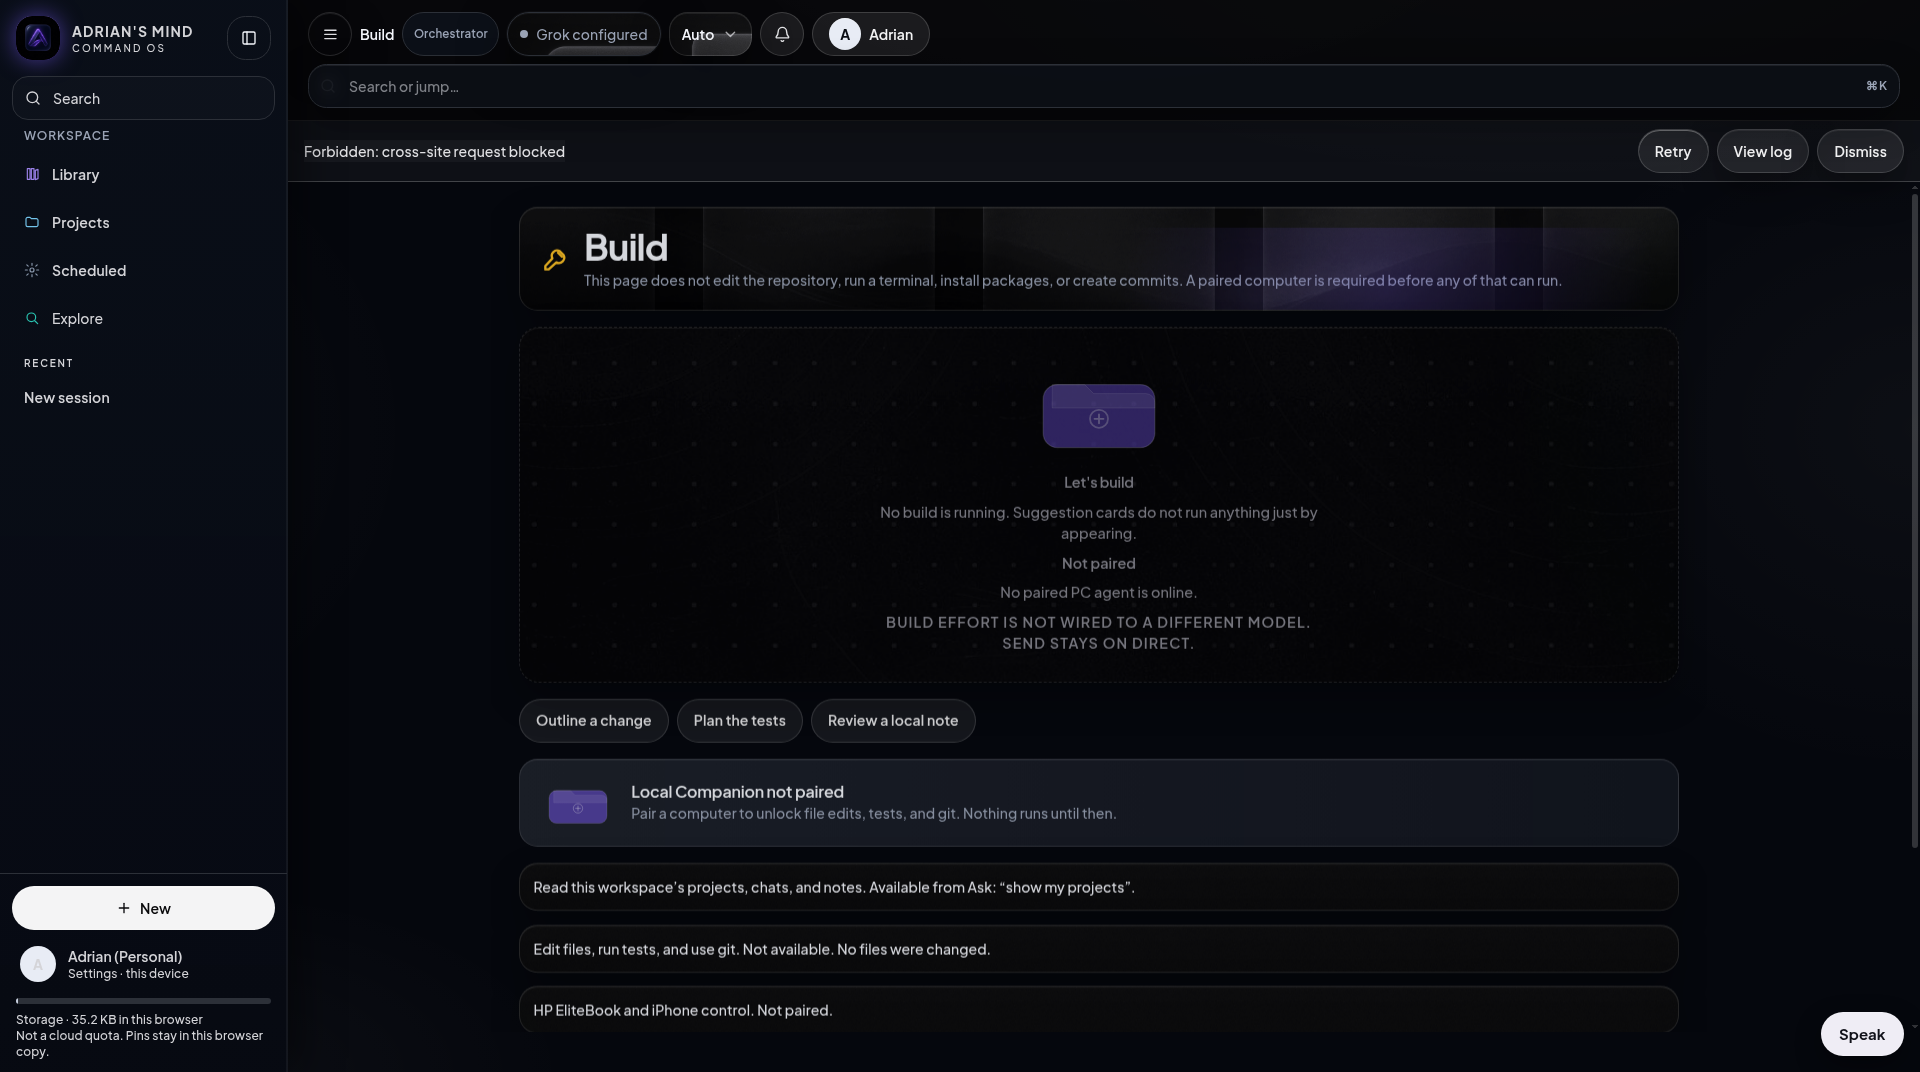 ADRIAN'S MIND
COMMAND OS
Search
WORKSPACE
Library
Projects
Scheduled
Explore
RECENT
New session
New
A
Adrian (Personal)
Settings · this device
Storage · 35.2 KB in this browser
Not a cloud quota. Pins stay in this browser
copy.
Build
Orchestrator
Grok configured
Auto
A
Adrian
Search or jump...
⌘K
Forbidden: cross-site request blocked
Retry
View log
Dismiss
Build
This page does not edit the repository, run a terminal, install packages, or create commits. A paired computer is required before any of that can run.
Let's build
No build is running. Suggestion cards do not run anything just by
appearing.
Not paired
No paired PC agent is online.
BUILD EFFORT IS NOT WIRED TO A DIFFERENT MODEL.
SEND STAYS ON DIRECT.
Outline a change
Plan the tests
Review a local note
Local Companion not paired
Pair a computer to unlock file edits, tests, and git. Nothing runs until then.
Read this workspace’s projects, chats, and notes. Available from Ask: “show my projects”.
Edit files, run tests, and use git. Not available. No files were changed.
HP EliteBook and iPhone control. Not paired.
Speak